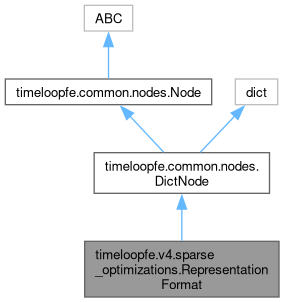 ABC
timeloopfe.common.nodes.Node
dict
timeloopfe.common.nodes.
DictNode
timeloopfe.v4.sparse
_optimizations.Representation
Format